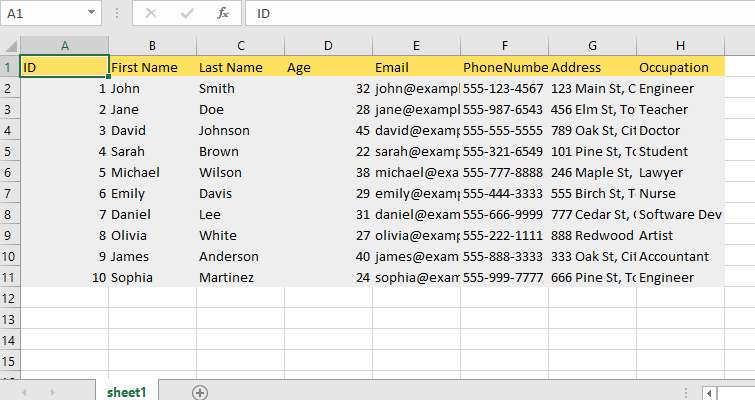 A1 fx ID
A B C D E F G H
1 ID First Name Last Name Age Email PhoneNumbe Address Occupation
2 1 John Smith 32 john@exampl 555-123-4567 123 Main St, C Engineer
3 2 Jane Doe 28 jane@exampl 555-987-6543 456 Elm St, To Teacher
4 3 David Johnson 45 david@exam 555-555-5555 789 Oak St, Cit Doctor
5 4 Sarah Brown 22 sarah@exam 555-321-6549 101 Pine St, To Student
6 5 Michael Wilson 38 michael@exa 555-777-8888 246 Maple St, Lawyer
7 6 Emily Davis 29 emily@exam 555-444-3333 555 Birch St, T Nurse
8 7 Daniel Lee 31 daniel@exam 555-666-9999 777 Cedar St, Software Dev
9 8 Olivia White 27 olivia@exam 555-222-1111 888 Redwood Artist
10 9 James Anderson 40 james@exam 555-888-3333 333 Oak St, Cit Accountant
11 10 Sophia Martinez 24 sophia@exam 555-999-7777 666 Pine St, To Engineer
12
13
14
15
sheet1